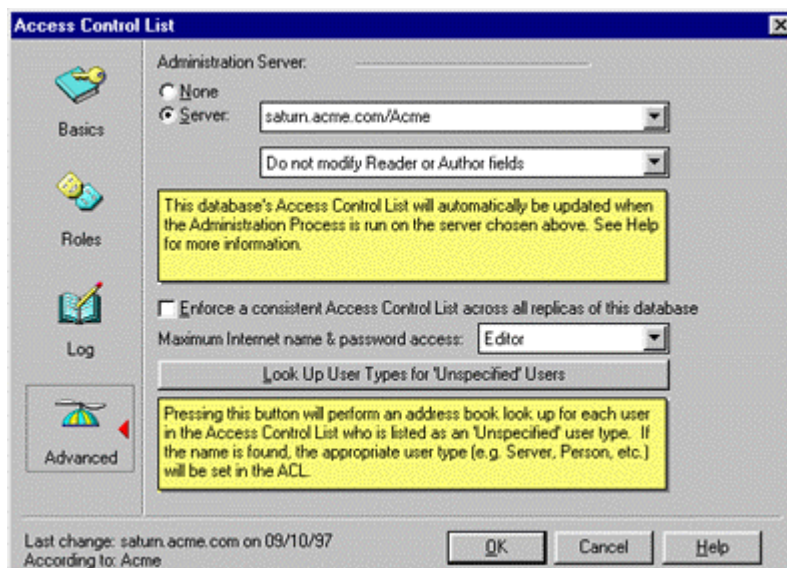 Access Control List
Basics
Roles
Log
Advanced
Administration Server:
None
Server:
saturn.acme.com/Acme
Do not modify Reader or Author fields
This database's Access Control List will automatically be updated when
the Administration Process is run on the server chosen above. See Help
for more information.
Enforce a consistent Access Control List across all replicas of this database
Maximum Internet name & password access:
Editor
Look Up User Types for 'Unspecified' Users
Pressing this button will perform an address book look up for each user
in the Access Control List who is listed as an 'Unspecified' user type. If
the name is found, the appropriate user type (e.g. Server, Person, etc.)
will be set in the ACL.
Last change: saturn.acme.com on 09/10/97
According to: Acme
OK
Cancel
Help